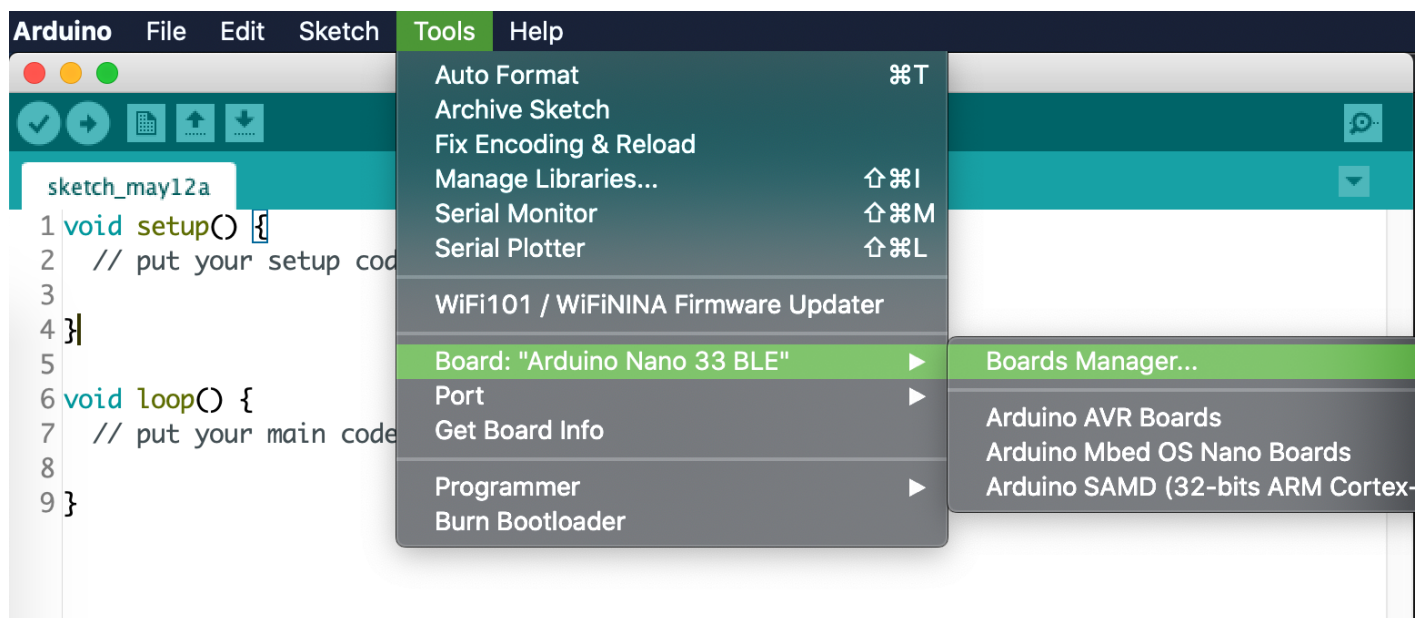 Arduino File Edit Sketch Tools Help
Auto Format ⌘T
Archive Sketch
Fix Encoding & Reload
Manage Libraries... ⇧⌘I
Serial Monitor ⇧⌘M
Serial Plotter ⇧⌘L
WiFi101 / WiFiNINA Firmware Updater
Board: "Arduino Nano 33 BLE"
Port
Get Board Info
Programmer
Burn Bootloader
Boards Manager...
Arduino AVR Boards
Arduino Mbed OS Nano Boards
Arduino SAMD (32-bits ARM Cortex-
sketch_may12a
1 void setup() {
2 // put your setup cod
3
4 }
5
6 void loop() {
7 // put your main code
8
9 }